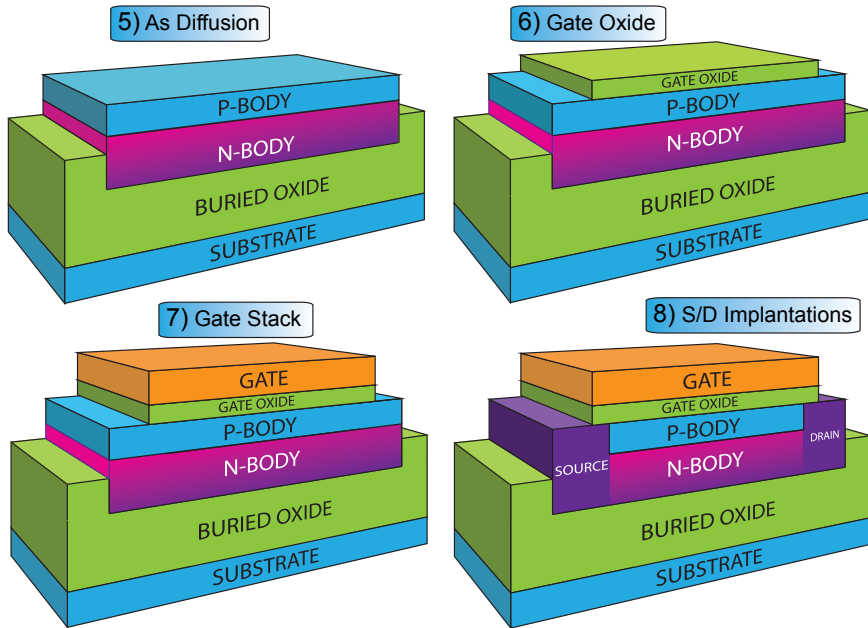 5) As Diffusion
P-BODY
N-BODY
BURIED OXIDE
SUBSTRATE
6) Gate Oxide
GATE OXIDE
P-BODY
N-BODY
BURIED OXIDE
SUBSTRATE
7) Gate Stack
GATE
GATE OXIDE
P-BODY
N-BODY
BURIED OXIDE
SUBSTRATE
8) S/D Implantations
GATE
GATE OXIDE
P-BODY
DRAIN
SOURCE
N-BODY
BURIED OXIDE
SUBSTRATE